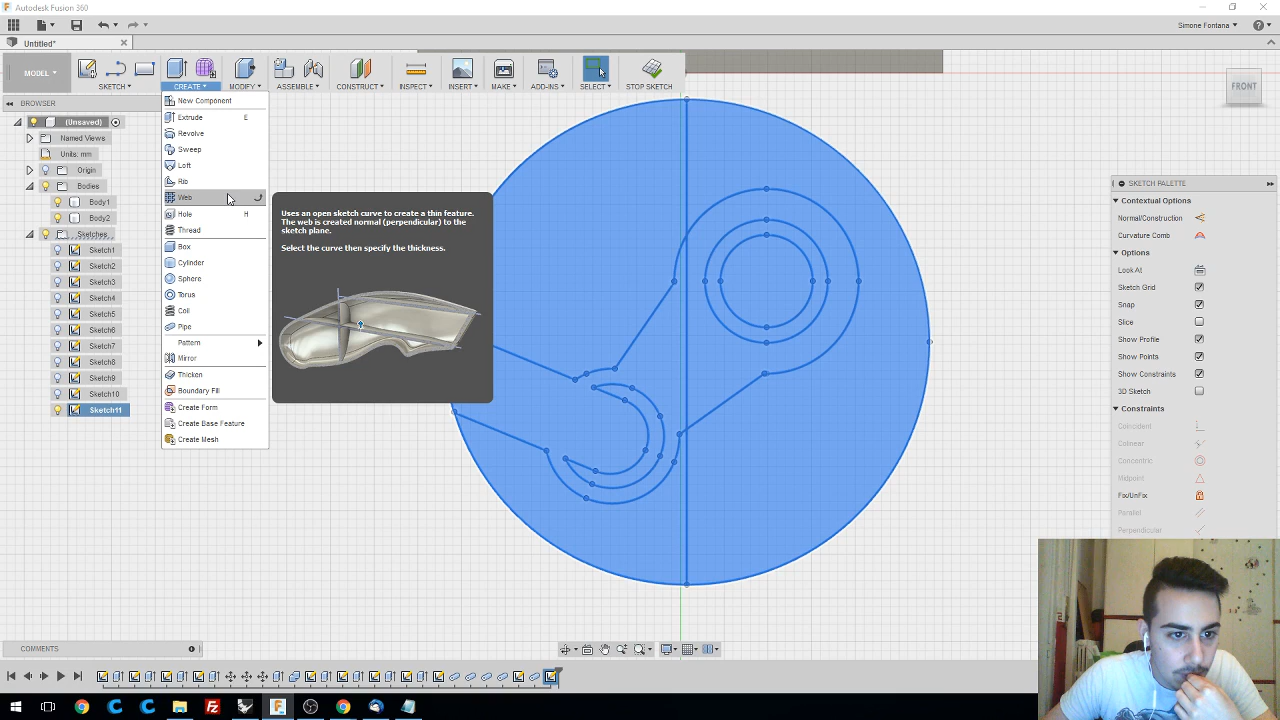 Autodesk Fusion 360
Simone Fontana
Untitled*
MODEL
SKETCH
CREATE
MODIFY
ASSEMBLE
CONSTRUCT
INSPECT
INSERT
MAKE
ADD-INS
SELECT
STOP SKETCH
BROWSER
(Unsaved)
Named Views
Units: mm
Origin
Bodies
Body1
Body2
Sketches
Sketch1
Sketch2
Sketch3
Sketch4
Sketch5
Sketch6
Sketch7
Sketch8
Sketch9
Sketch10
Sketch11
New Component
Extrude E
Revolve
Sweep
Loft
Rib
Web
Hole H
Thread
Box
Cylinder
Sphere
Torus
Coil
Pipe
Pattern
Mirror
Thicken
Boundary Fill
Create Form
Create Base Feature
Create Mesh
Uses an open sketch curve to create a thin feature.
The web is created normal (perpendicular) to the
sketch plane.
Select the curve then specify the thickness.
FRONT
SKETCH PALETTE
Contextual Options
Normal/Construction
Curvature Comb
Options
Look At
Sketch Grid
Snap
Slice
Show Profile
Show Points
Show Constraints
3D Sketch
Constraints
Coincident
Colinear
Concentric
Midpoint
Fix/UnFix
Parallel
Perpendicular
COMMENTS